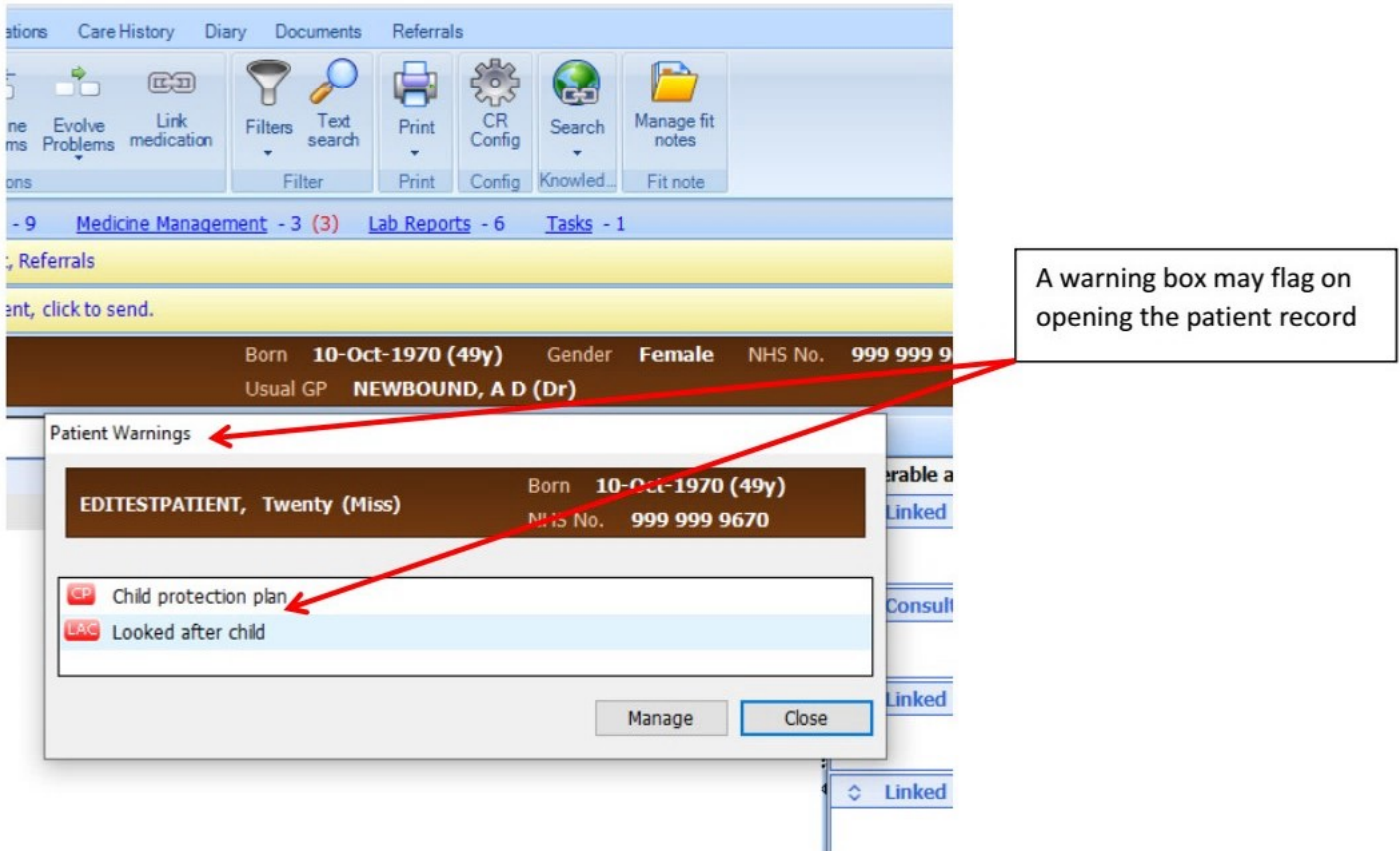 ations Care History Diary Documents Referrals
ne Evolve Link Filters Text Print CR Search Manage fit
ms Problems medication search Config notes
ons Filter Print Config Knowled... Fit note
- 9 Medicine Management - 3 (3) Lab Reports - 6 Tasks - 1
, Referrals
ent, click to send.
A warning box may flag on
opening the patient record
Born 10-Oct-1970 (49y) Gender Female NHS No. 999 999 9
Usual GP NEWBOUND, A D (Dr)
Patient Warnings
EDITESTPATIENT, Twenty (Miss)
Born 10-Oct-1970 (49y)
NHS No. 999 999 9670
CP Child protection plan
LAC Looked after child
Manage Close
erable a
Linked
Consult
Linked
Linked